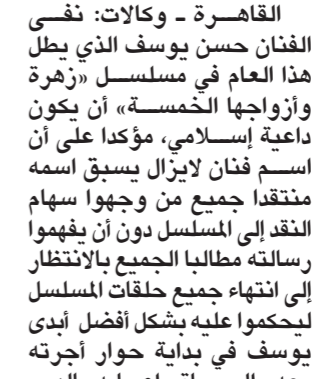 القاهرة ـ وكالات: نفى
الفنان حسن يوسف الذي يطل
هذا العام في مسلسل «زهرة
وأزواجها الخمسة» أن يكون
داعية إسلامي، مؤكدا على أن
اسم فنان لايزال يسبق اسمه
منتقدا جميع من وجهوا سهام
النقد إلى المسلسل دون أن يفهموا
رسالته مطالبا الجميع بالانتظار
إلى انتهاء جميع حلقات المسلسل
ليحكموا عليه بشكل أفضل أبدى
يوسف في بداية حوار أجرته